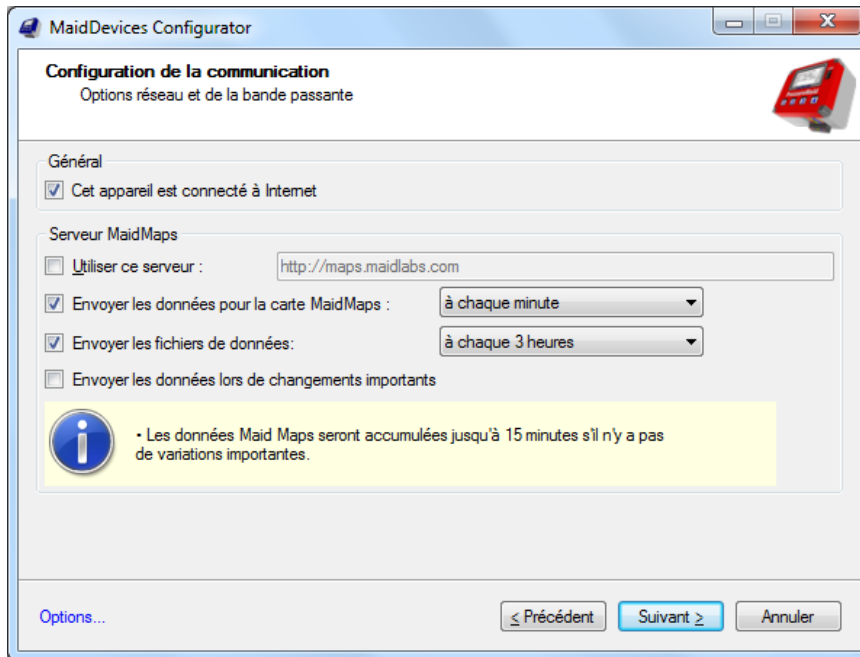 MaidDevices Configurator
Configuration de la communication
Options réseau et de la bande passante
Général
Cet appareil est connecté à Internet
Serveur MaidMaps
Utiliser ce serveur :
http://maps.maidlabs.com
Envoyer les données pour la carte MaidMaps :
à chaque minute
Envoyer les fichiers de données:
à chaque 3 heures
Envoyer les données lors de changements importants
• Les données Maid Maps seront accumulées jusqu'à 15 minutes s'il n'y a pas
de variations importantes.
Options...
< Précédent
Suivant >
Annuler